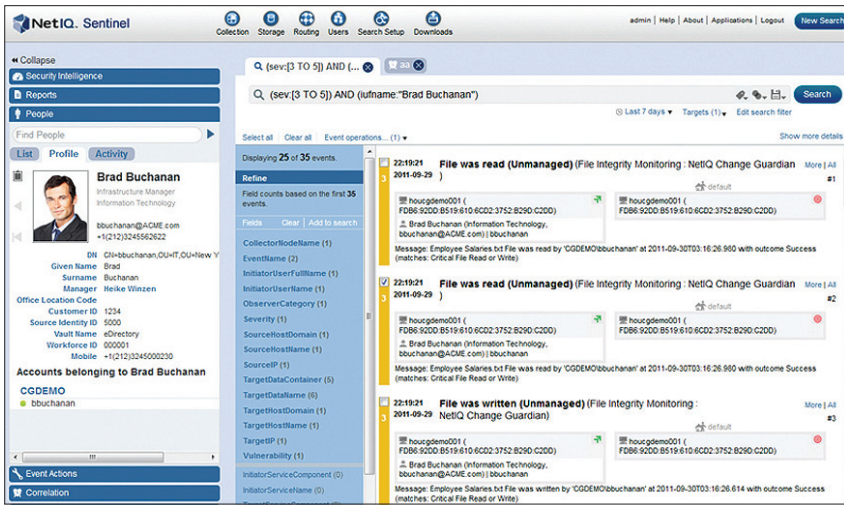 NetIQ. Sentinel
Collection Storage Routing Users Search Setup Downloads
admin | Help | About | Applications | Logout
New Search
Collapse
Security Intelligence
Reports
People
Find People
List Profile Activity
Brad Buchanan
Infrastructure Manager
Information Technology
bbuchanan@ACME.com
+1(212)3245562622
DN CN=bbuchanan,OU=IT,OU=New Y
Given Name Brad
Surname Buchanan
Manager Heike Winzen
Office Location Code
Customer ID 1234
Source Identity ID 5000
Vault Name eDirectory
Workforce ID 000001
Mobile +1(212)3245000230
Accounts belonging to Brad Buchanan
CGDEMO
bbuchanan
Event Actions
Correlation
(sev:[3 TO 5]) AND (...
aa
(sev:[3 TO 5]) AND (iufname:"Brad Buchanan")
Search
Last 7 days Targets (1) Edit search filter
Select all Clear all Event operations... (1)
Show more details
Displaying 25 of 35 events.
Refine
Field counts based on the first 35
events.
Fields Clear | Add to search
CollectorNodeName (1)
EventName (2)
InitiatorUserFullName (1)
InitiatorUserName (1)
ObserverCategory (1)
Severity (1)
SourceHostDomain (1)
SourceHostName (1)
SourceIP (1)
TargetDataContainer (5)
TargetDataName (6)
TargetHostDomain (1)
TargetHostName (1)
TargetIP (1)
Vulnerability (1)
InitiatorServiceComponent (0)
InitiatorServiceName (0)
22:19:21 File was read (Unmanaged) (File Integrity Monitoring : NetIQ Change Guardian More | All
3 2011-09-29 ) #1
default
houcgdemo001 (
FDB6:92DD:B519:610:6CD2:3752:B29D:C2DD)
houcgdemo001 (
FDB6:92DD:B519:610:6CD2:3752:B29D:C2DD)
Brad Buchanan (Information Technology,
bbuchanan@ACME.com) | bbuchanan
Message: Employee Salaries.txt File was read by 'CGDEMO\bbuchanan' at 2011-09-30T03:16:26.980 with outcome Success
(matches: Critical File Read or Write)
22:19:21 File was read (Unmanaged) (File Integrity Monitoring : NetIQ Change Guardian More | All
3 2011-09-29 ) #2
default
houcgdemo001 (
FDB6:92DD:B519:610:6CD2:3752:B29D:C2DD)
houcgdemo001 (
FDB6:92DD:B519:610:6CD2:3752:B29D:C2DD)
Brad Buchanan (Information Technology,
bbuchanan@ACME.com) | bbuchanan
Message: Employee Salaries.txt File was read by 'CGDEMO\bbuchanan' at 2011-09-30T03:16:26.980 with outcome Success
(matches: Critical File Read or Write)
22:19:21 File was written (Unmanaged) (File Integrity Monitoring : More | All
3 2011-09-29 NetIQ Change Guardian) #3
default
houcgdemo001 (
FDB6:92DD:B519:610:6CD2:3752:B29D:C2DD)
houcgdemo001 (
FDB6:92DD:B519:610:6CD2:3752:B29D:C2DD)
Brad Buchanan (Information Technology,
bbuchanan@ACME.com) | bbuchanan
Message: Employee Salaries.txt File was written by 'CGDEMO\bbuchanan' at 2011-09-30T03:16:26.614 with outcome Success
(matches: Critical File Read or Write)